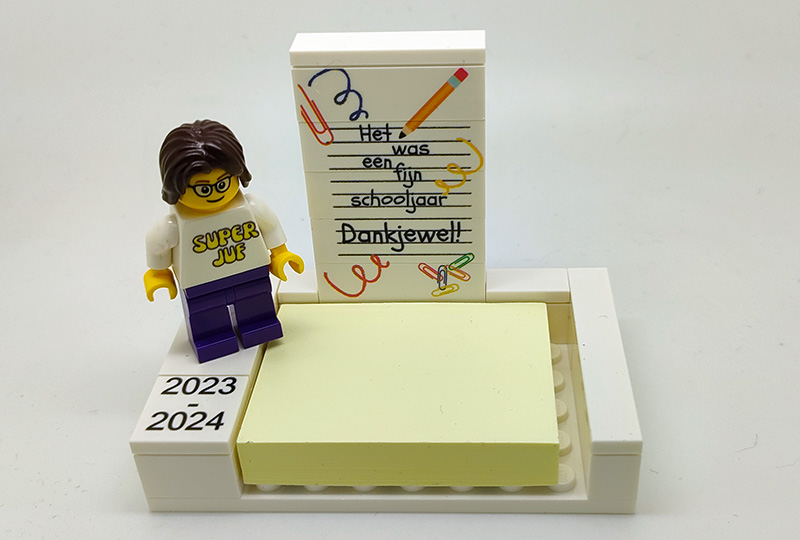 Het
was
een
fijn
schooljaar
Dankjewel!
SUPER
JUF
2023
-
2024